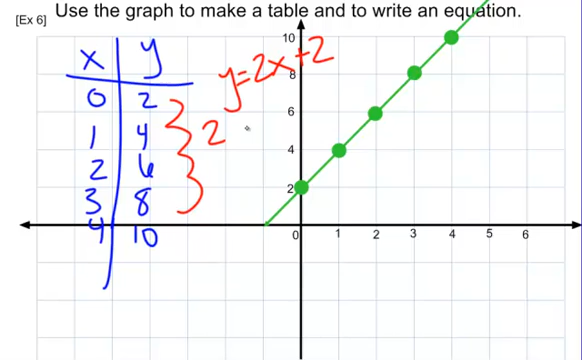 [Ex 6] Use the graph to make a table and to write an equation.
x y
0 2
1 4
2 6
3 8
4 10
2
y=2x+2
10
8
6
4
2
0 1 2 3 4 5 6